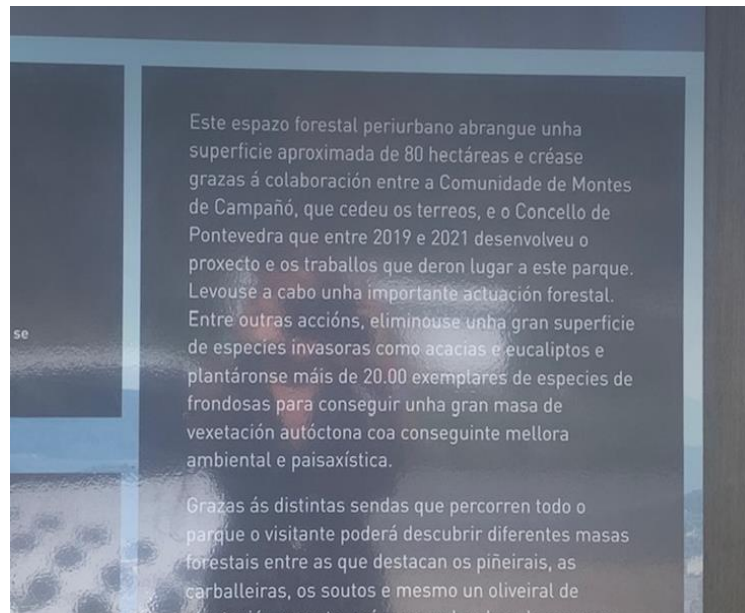 Este espazo forestal periurbano abrangue unha
superficie aproximada de 80 hectáreas e créase
grazas á colaboración entre a Comunidade de Montes
de Campañó, que cedeu os terreos, e o Concello de
Pontevedra que entre 2019 e 2021 desenvolveu o
proxecto e os traballos que deron lugar a este parque.
Levouse a cabo unha importante actuación forestal.
Entre outras accións, eliminouse unha gran superficie
de especies invasoras como acacias e eucaliptos e
plantáronse máis de 20.00 exemplares de especies de
frondosas para conseguir unha gran masa de
vexetación autóctona coa conseguinte mellora
ambiental e paisaxística.
Grazas ás distintas sendas que percorren todo o
parque o visitante poderá descubrir diferentes masas
forestais entre as que destacan os piñeirais, as
carballeiras, os soutos e mesmo un oliveiral de
se